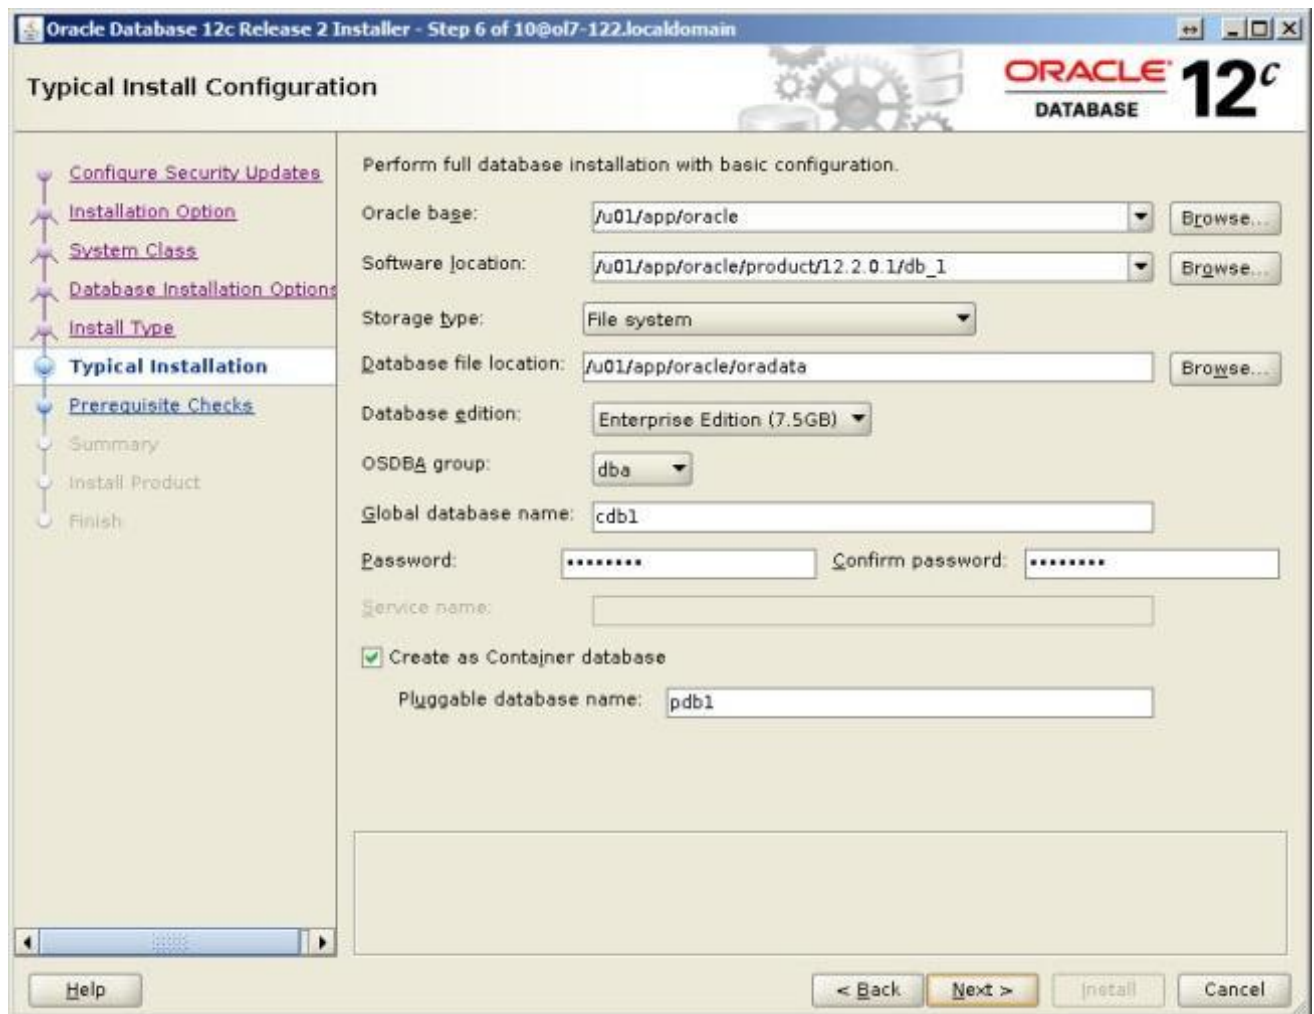 Oracle Database 12c Release 2 Installer - Step 6 of 10@ol7-122.localdomain
Typical Install Configuration
ORACLE
DATABASE
12c
Configure Security Updates
Installation Option
System Class
Database Installation Options
Install Type
Typical Installation
Prerequisite Checks
Summary
Install Product
Finish
Perform full database installation with basic configuration.
Oracle base: /u01/app/oracle Browse...
Software location: /u01/app/oracle/product/12.2.0.1/db_1 Browse...
Storage type: File system
Database file location: /u01/app/oracle/oradata Browse...
Database edition: Enterprise Edition (7.5GB)
OSDBA group: dba
Global database name: cdb1
Password: •••••••• Confirm password: ••••••••
Service name:
Create as Container database
Pluggable database name: pdb1
Help < Back Next > Install Cancel